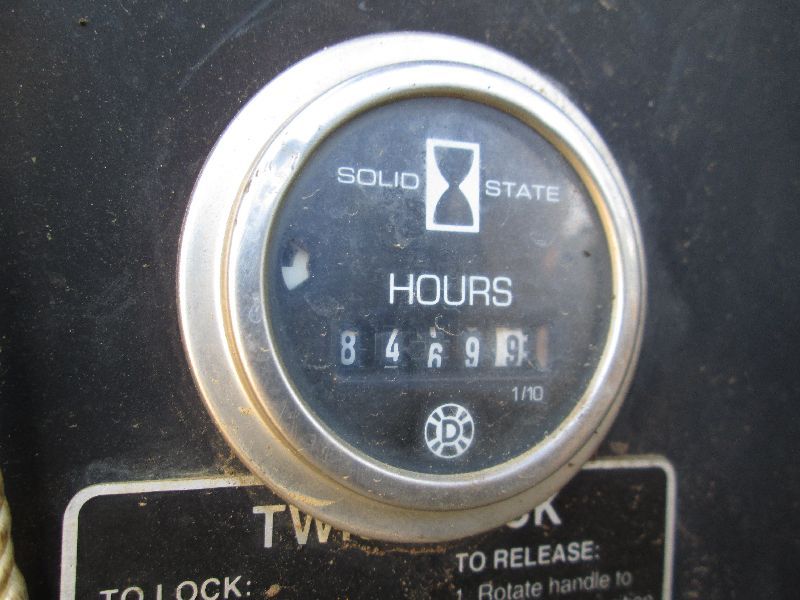 SOLID STATE
HOURS
8 4 6 9 9
1/10
D
TO LOCK:
TO RELEASE:
1. Rotate handle to